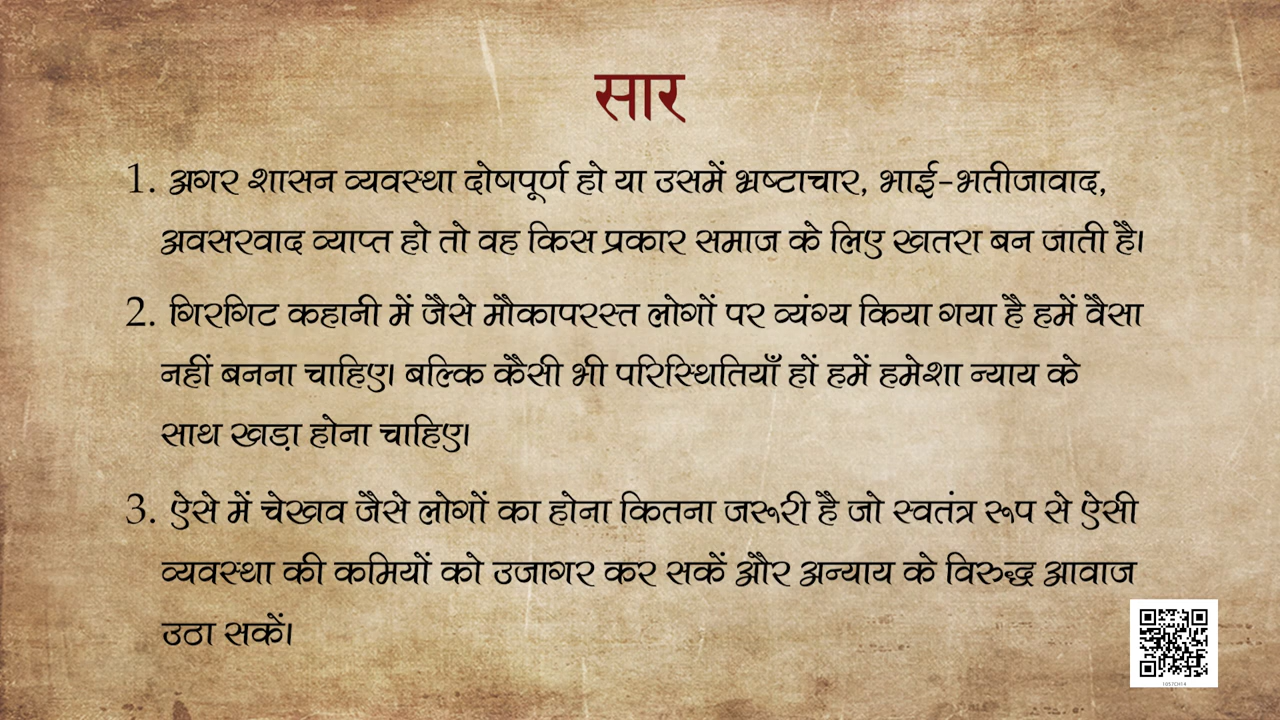 सार
1. अगर शासन व्यवस्था दोषपूर्ण हो या उसमें भ्रष्टाचार, भाई-भतीजावाद,
अवसरवाद व्याप्त हो तो वह किस प्रकार समाज के लिए खतरा बन जाती है।
2. गिरगिट कहानी में जैसे मौकापरस्त लोगों पर व्यंग्य किया गया है हमें वैसा
नहीं बनना चाहिए। बल्कि कैसी भी परिस्थितियाँ हों हमें हमेशा न्याय के
साथ खड़ा होना चाहिए।
3. ऐसे में चेखव जैसे लोगों का होना कितना जरूरी है जो स्वतंत्र रूप से ऐसी
व्यवस्था की कमियों को उजागर कर सकें और अन्याय के विरुद्ध आवाज
उठा सकें।